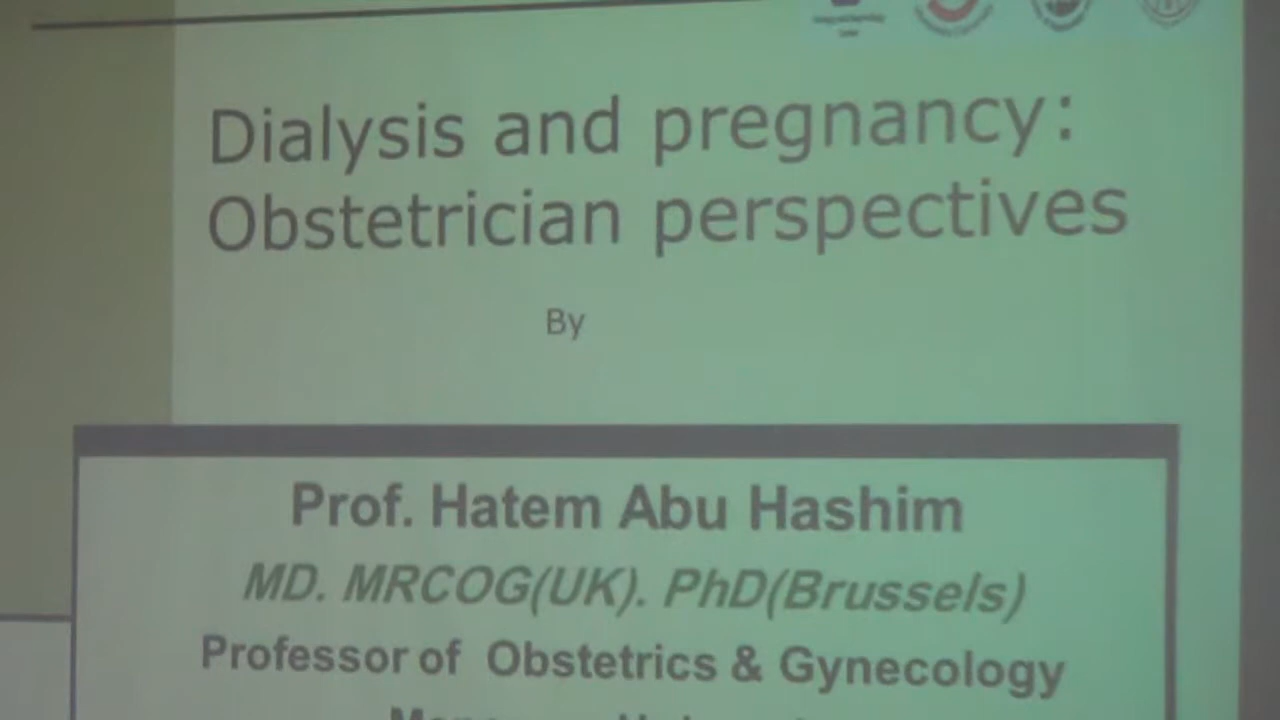 Dialysis and pregnancy:
Obstetrician perspectives
By
Prof. Hatem Abu Hashim
MD. MRCOG(UK). PhD(Brussels)
Professor of Obstetrics & Gynecology